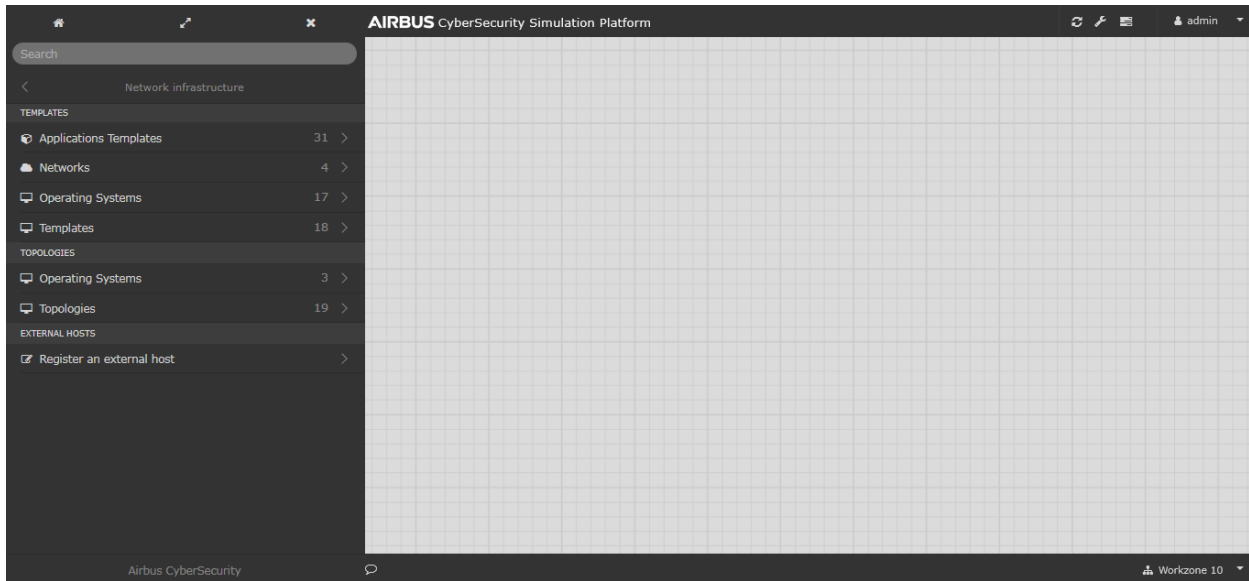 AIRBUS CyberSecurity Simulation Platform
admin
Search
Network infrastructure
TEMPLATES
Applications Templates 31
Networks 4
Operating Systems 17
Templates 18
TOPOLOGIES
Operating Systems 3
Topologies 19
EXTERNAL HOSTS
Register an external host
Airbus CyberSecurity
Workzone 10